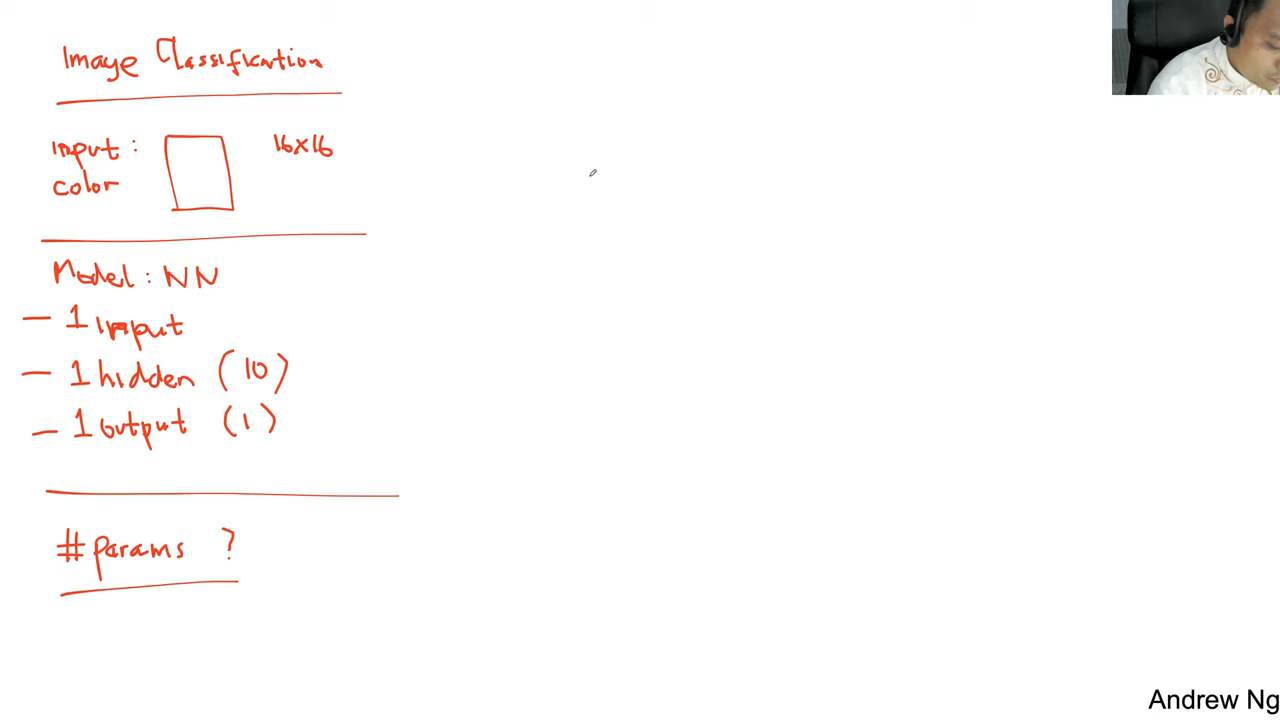 Image Classification
input : 16x16
color
Model : NN
- 1 input
- 1 hidden (10)
- 1 output (1)
# params ?
Andrew Ng